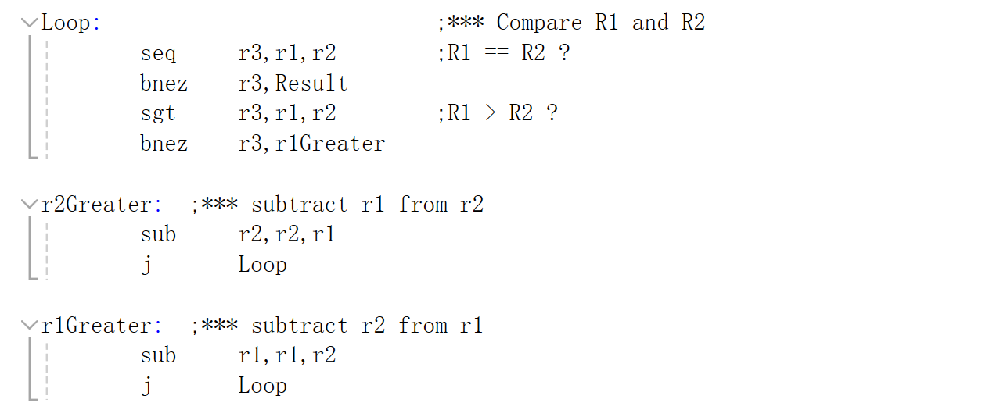 Loop: ;*** Compare R1 and R2
seq r3,r1,r2 ;R1 == R2 ?
bnez r3,Result
sgt r3,r1,r2 ;R1 > R2 ?
bnez r3,r1Greater
r2Greater: ;*** subtract r1 from r2
sub r2,r2,r1
j Loop
r1Greater: ;*** subtract r2 from r1
sub r1,r1,r2
j Loop